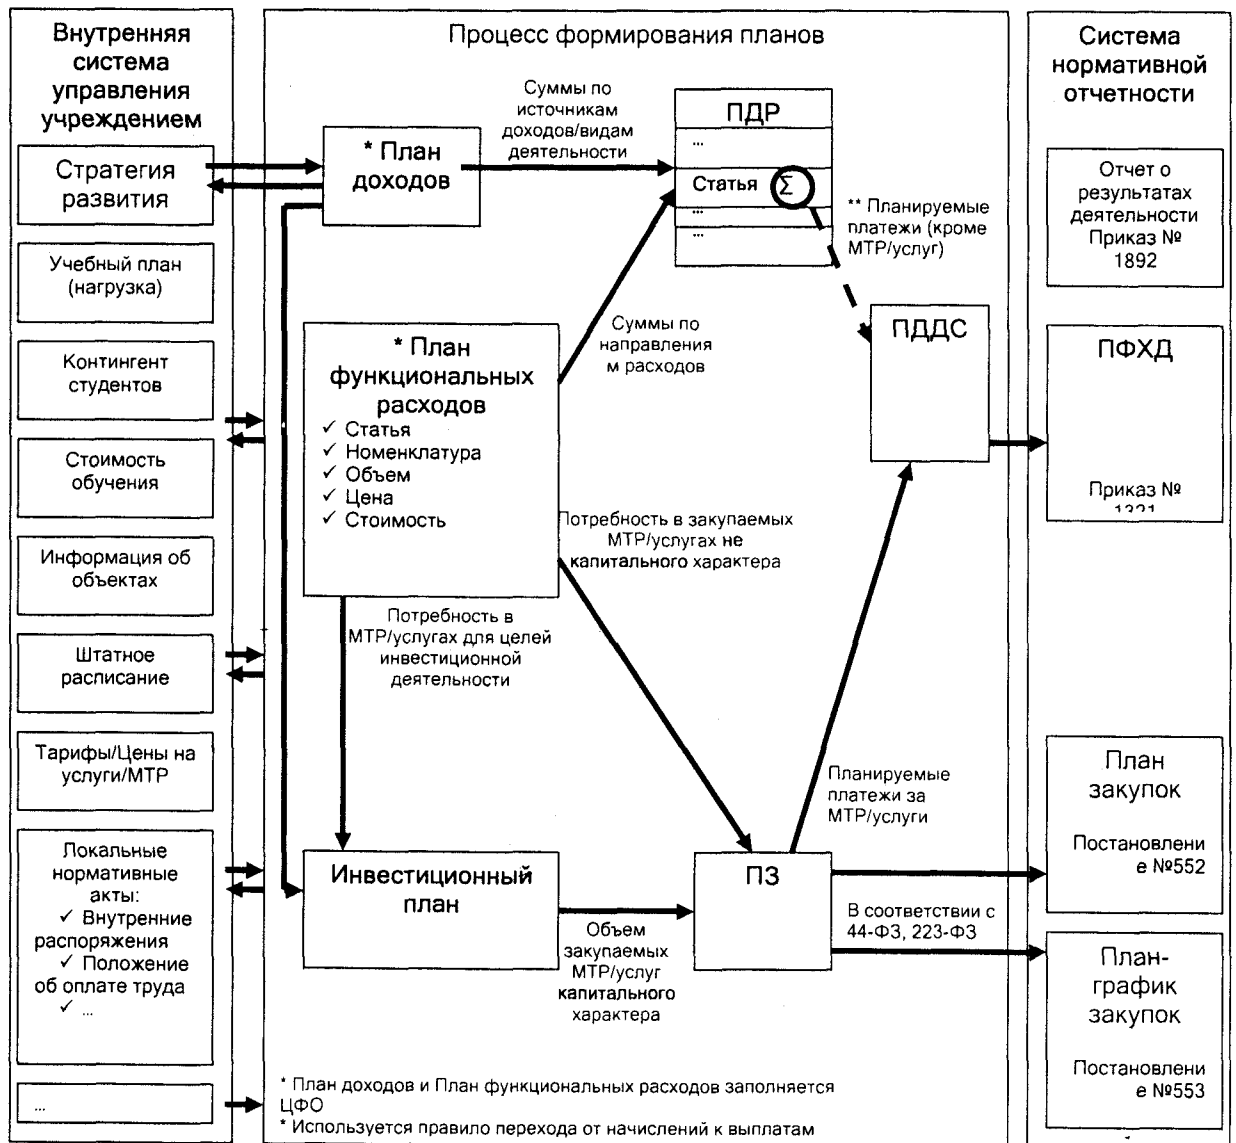 Внутренняя
система
управления
учреждением
Стратегия
развития
Учебный план
(нагрузка)
Контингент
студентов
Стоимость
обучения
Информация об
объектах
Штатное
расписание
Тарифы/Цены на
услуги/МТР
Локальные
нормативные
акты:
✓ Внутренние
распоряжения
✓ Положение
об оплате труда
✓ ...
...
Процесс формирования планов
* План
доходов
Суммы по
источникам
доходов/видам
деятельности
ПДР
...
Статья Σ
...
...
** Планируемые
платежи (кроме
МТР/услуг)
* План
функциональных
расходов
✓ Статья
✓ Номенклатура
✓ Объем
✓ Цена
✓ Стоимость
Суммы по
направления
м расходов
ПДДС
Потребность в закупаемых
МТР/услугах не
капитального характера
Потребность в
МТР/услугах для целей
инвестиционной
деятельности
Планируемые
платежи за
МТР/услуги
Инвестиционный
план
Объем
закупаемых
МТР/услуг
капитального
характера
ПЗ
В соответствии с
44-ФЗ, 223-ФЗ
* План доходов и План функциональных расходов заполняется
ЦФО
* Используется правило перехода от начислений к выплатам
Система
нормативной
отчетности
Отчет о
результатах
деятельности
Приказ №
1892
ПФХД
Приказ №
План
закупок
Постановлени
е №552
План-
график
закупок
Постановлени
е №553